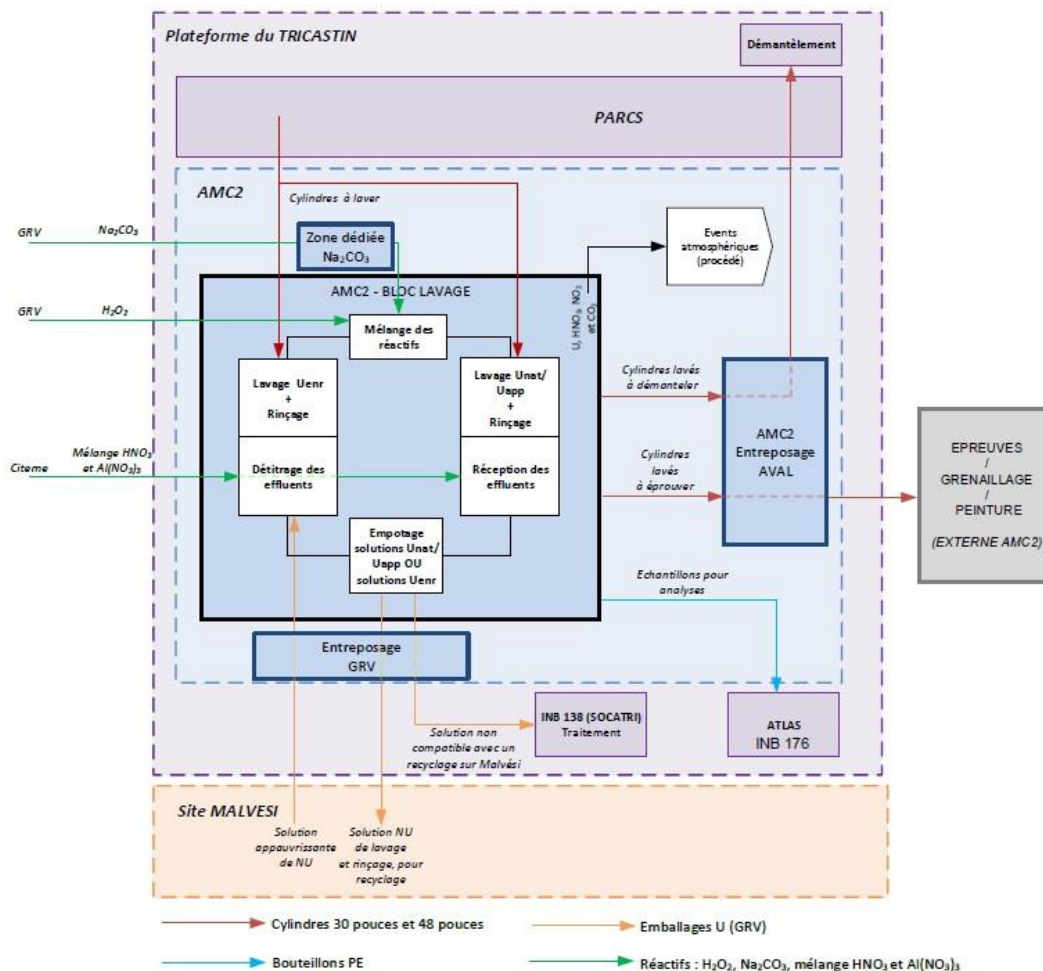 Plateforme du TRICASTIN
Démantèlement
PARCS
AMC2
Cylindres à laver
GRV
Na₂CO₃
Zone dédiée
Na₂CO₃
Events
atmosphériques
(procédé)
AMC2 - BLOC LAVAGE
U, HNO₃, NO₂
et CO₂
GRV
H₂O₂
Mélange des
réactifs
Lavage Uenr
+
Rinçage
Lavage Unat/
Uapp
+
Rinçage
Cylindres lavés
à démanteler
AMC2
Entreposage
AVAL
Citerne
Mélange HNO₃
et Al(NO₃)₃
Détitrage des
effluents
Réception des
effluents
Cylindres
lavés
à éprouver
EPREUVES
/
GRENAILLAGE
/
PEINTURE
(EXTERNE AMC2)
Empotage
solutions Unat/
Uapp OU
solutions Uenr
Echantillons pour
analyses
Entreposage
GRV
Solution non
compatible avec un
recyclage sur Malvési
INB 138 (SOCATRI)
Traitement
ATLAS
INB 176
Site MALVESI
Solution
appauvrissante
de NU
Solution NU
de lavage
et rinçage, pour
recyclage
Cylindres 30 pouces et 48 pouces
Emballages U (GRV)
Bouteillons PE
Réactifs : H₂O₂, Na₂CO₃, mélange HNO₃ et Al(NO₃)₃